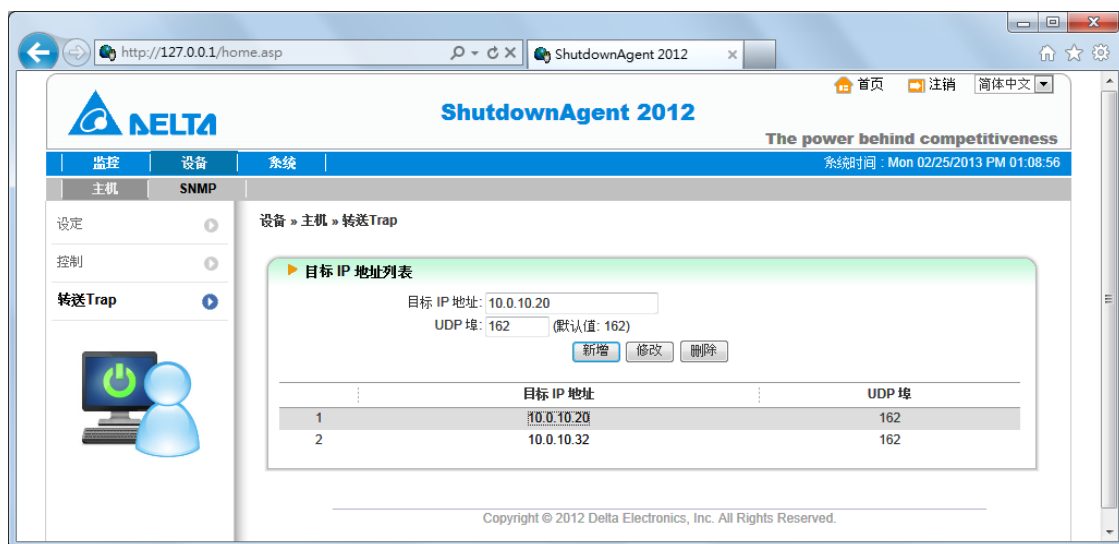 http://127.0.0.1/home.asp
ShutdownAgent 2012
首页 注销 简体中文
DELTA
ShutdownAgent 2012
The power behind competitiveness
监控 设备 系统
系统时间 : Mon 02/25/2013 PM 01:08:56
主机 SNMP
设定
控制
转送Trap
设备 » 主机 » 转送Trap
目标 IP 地址列表
目标 IP 地址: 10.0.10.20
UDP 埠: 162 (默认值: 162)
新增 修改 删除
目标 IP 地址 UDP 埠
1 10.0.10.20 162
2 10.0.10.32 162
Copyright © 2012 Delta Electronics, Inc. All Rights Reserved.